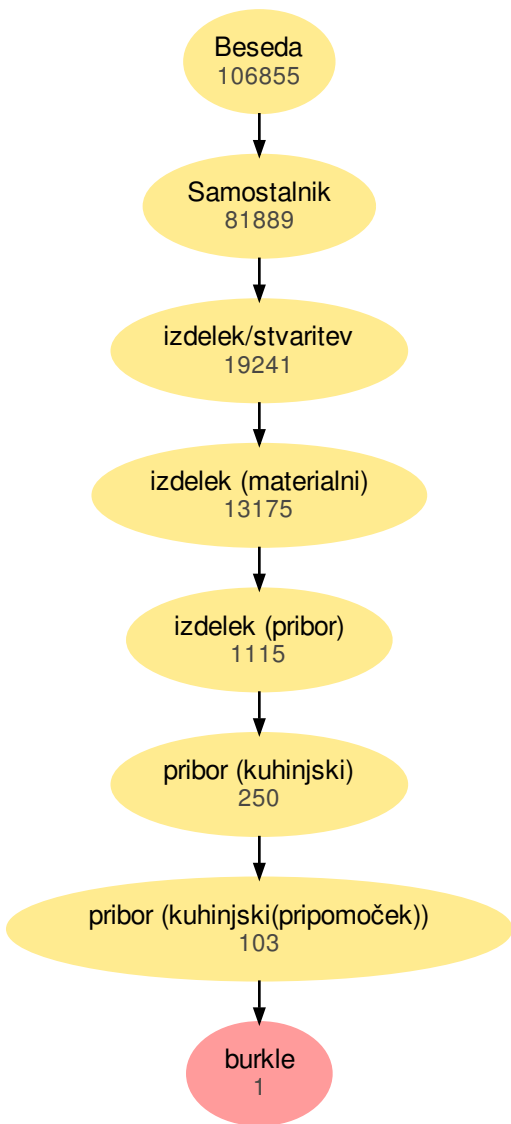 Beseda
106855
Samostalnik
81889
izdelek/stvaritev
19241
izdelek (materialni)
13175
izdelek (pribor)
1115
pribor (kuhinjski)
250
pribor (kuhinjski(pripomoček))
103
burkle
1